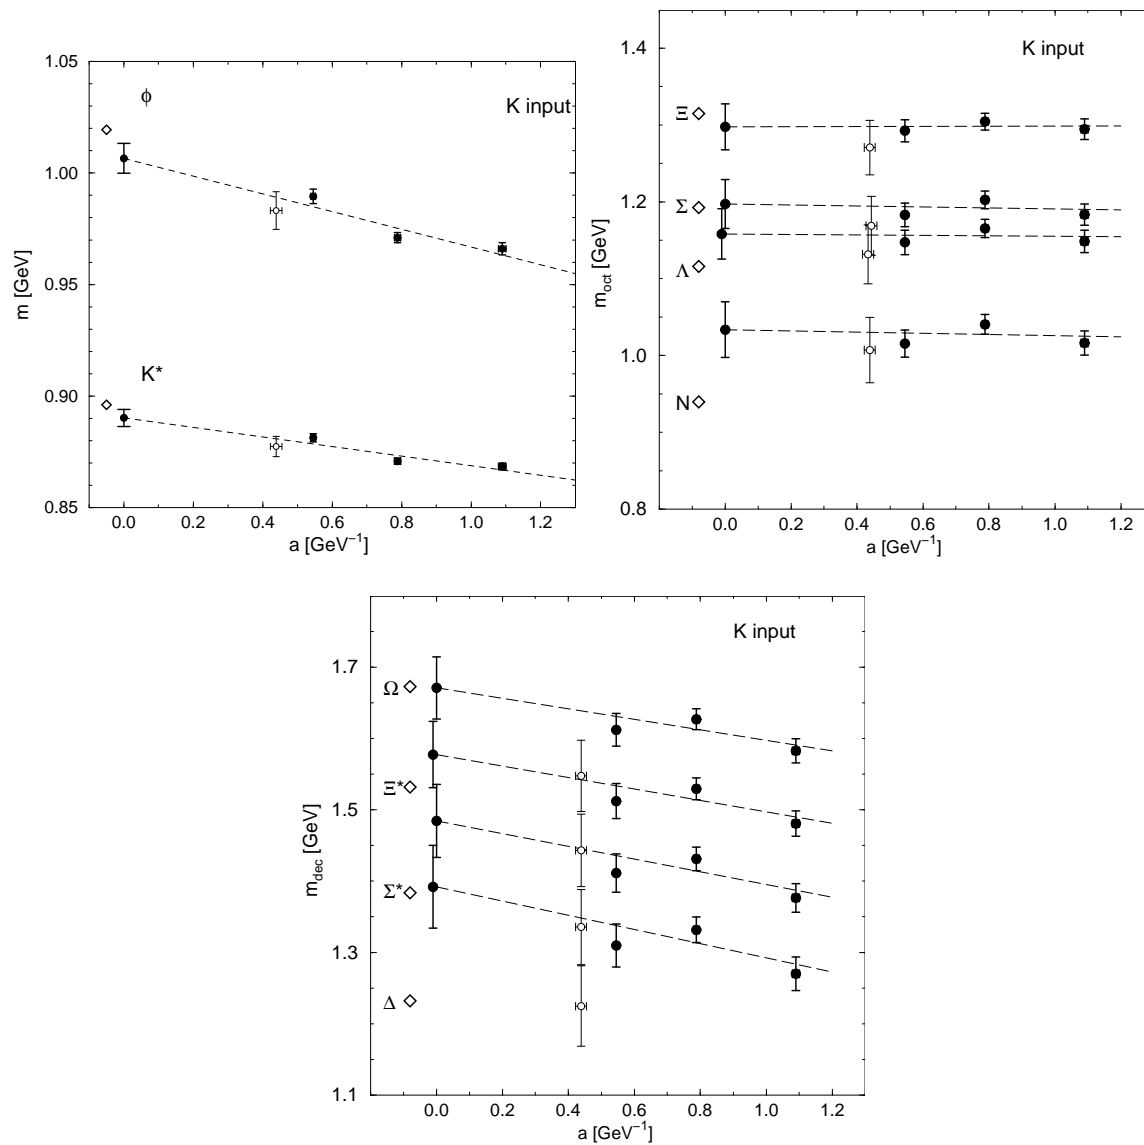 1.05
ϕ
K input
1.00
m [GeV]
0.95
K*
0.90
0.85
0.0 0.2 0.4 0.6 0.8 1.0 1.2
a [GeV⁻¹]
1.4
K input
Ξ
1.2
Σ
m_oct [GeV]
Λ
1.0
N
0.8
0.0 0.2 0.4 0.6 0.8 1.0 1.2
a [GeV⁻¹]
K input
1.7
Ω
Ξ*
1.5
m_dec [GeV]
Σ*
1.3
Δ
1.1
0.0 0.2 0.4 0.6 0.8 1.0 1.2
a [GeV⁻¹]